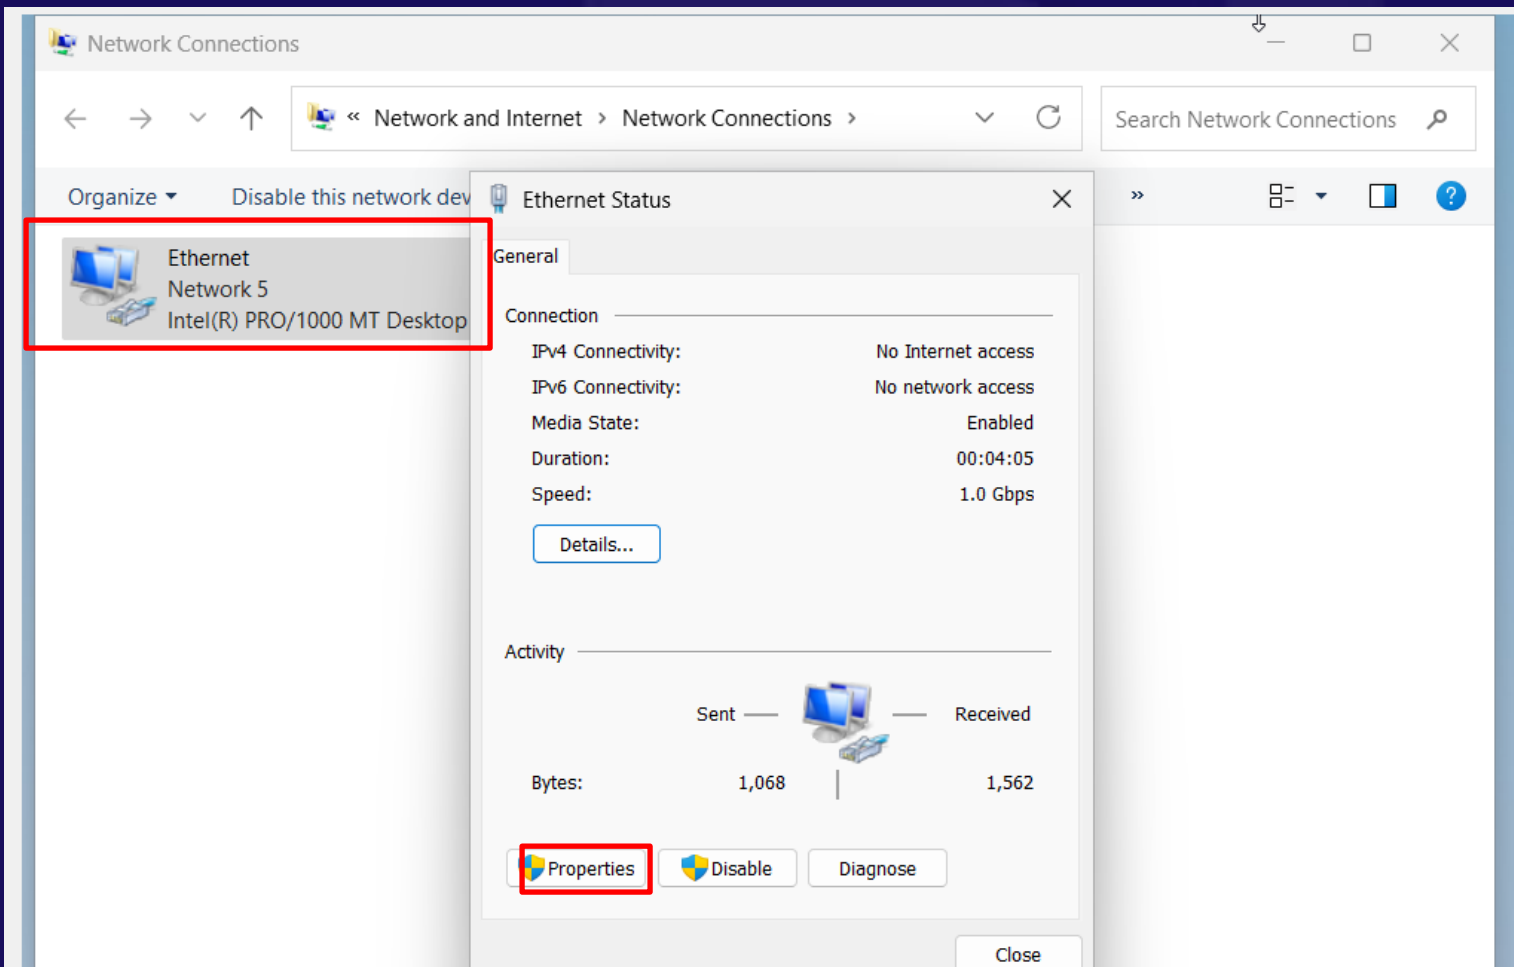 Network Connections
« Network and Internet > Network Connections >
Search Network Connections
Organize
Disable this network dev
»
?
Ethernet
Network 5
Intel(R) PRO/1000 MT Desktop
Ethernet Status
General
Connection
IPv4 Connectivity: No Internet access
IPv6 Connectivity: No network access
Media State: Enabled
Duration: 00:04:05
Speed: 1.0 Gbps
Details...
Activity
Sent — — Received
Bytes: 1,068 1,562
Properties Disable Diagnose
Close